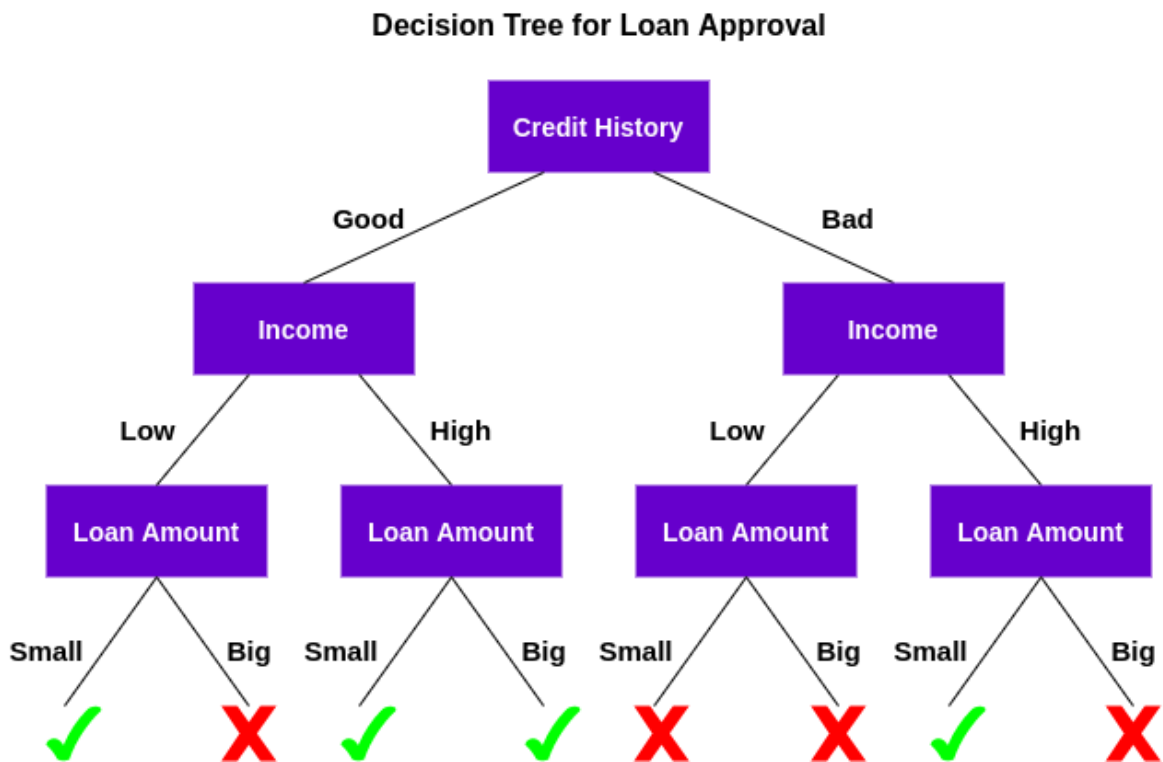 Decision Tree for Loan Approval
Credit History
Good
Bad
Income
Income
Low
High
Low
High
Loan Amount
Loan Amount
Loan Amount
Loan Amount
Small
Big
Small
Big
Small
Big
Small
Big